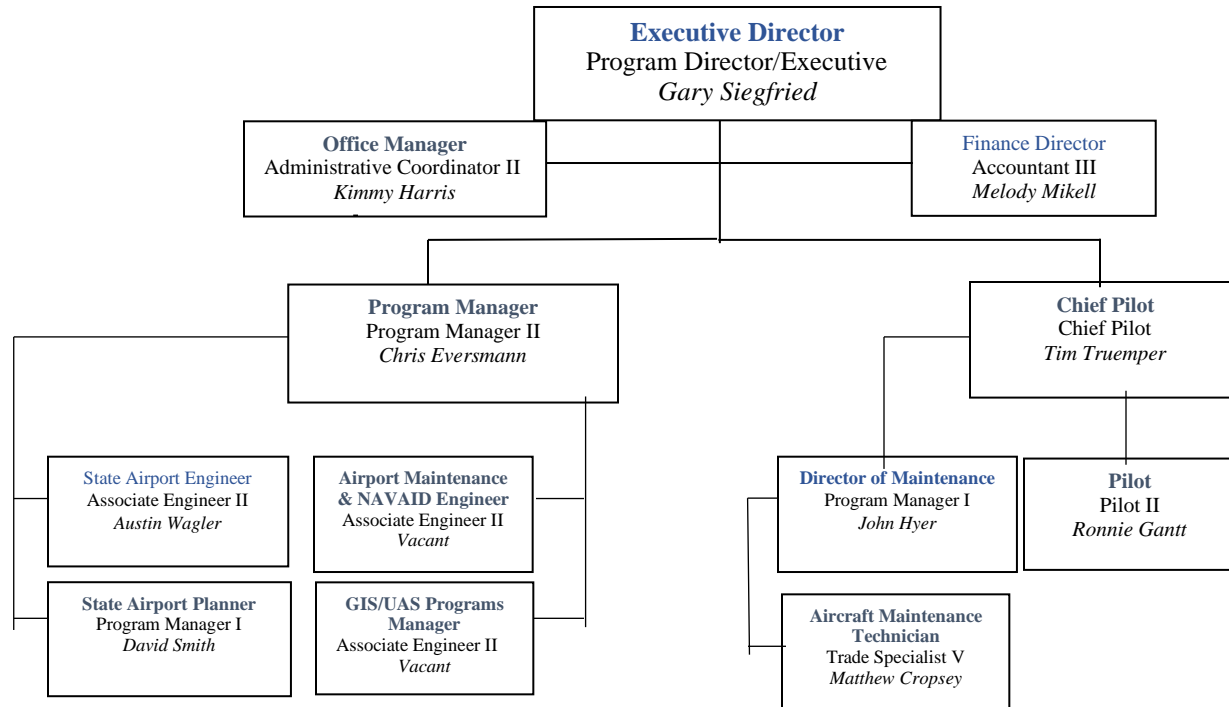 Executive Director
Program Director/Executive
Gary Siegfried
Office Manager
Administrative Coordinator II
Kimmy Harris
Finance Director
Accountant III
Melody Mikell
Program Manager
Program Manager II
Chris Eversmann
Chief Pilot
Chief Pilot
Tim Truemper
State Airport Engineer
Associate Engineer II
Austin Wagler
Airport Maintenance
& NAVAID Engineer
Associate Engineer II
Vacant
Director of Maintenance
Program Manager I
John Hyer
Pilot
Pilot II
Ronnie Gantt
State Airport Planner
Program Manager I
David Smith
GIS/UAS Programs
Manager
Associate Engineer II
Vacant
Aircraft Maintenance
Technician
Trade Specialist V
Matthew Cropsey